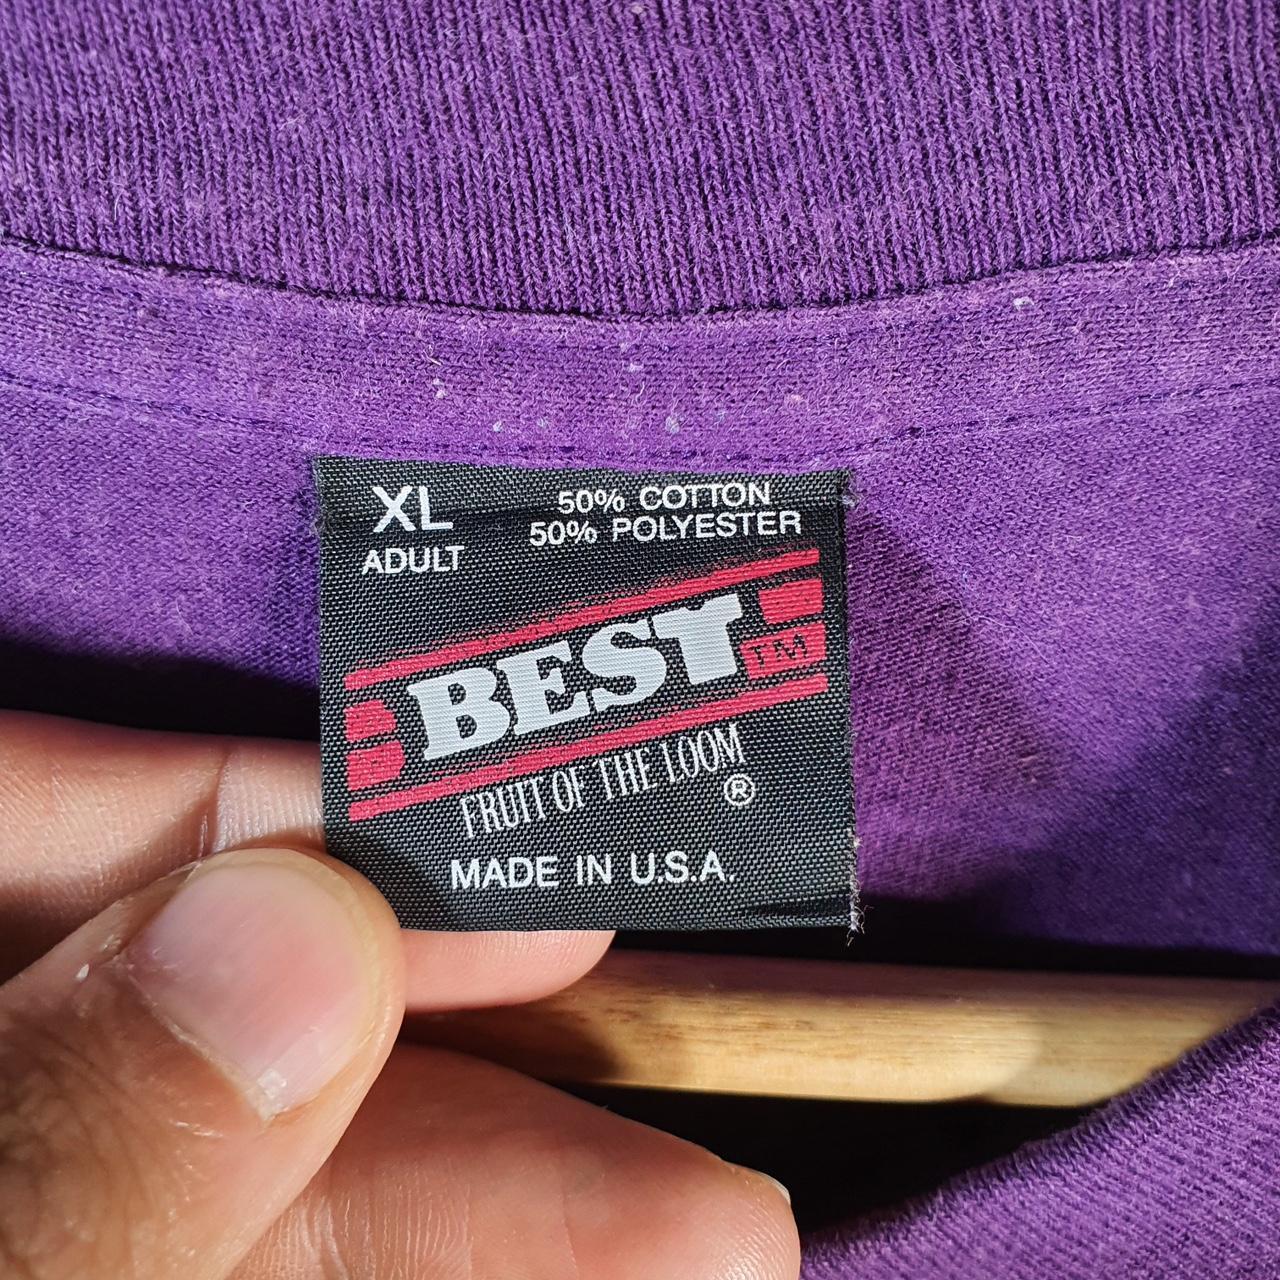 XL
ADULT
50% COTTON
50% POLYESTER
BEST
TM
FRUIT OF THE LOOM
®
MADE IN U.S.A.